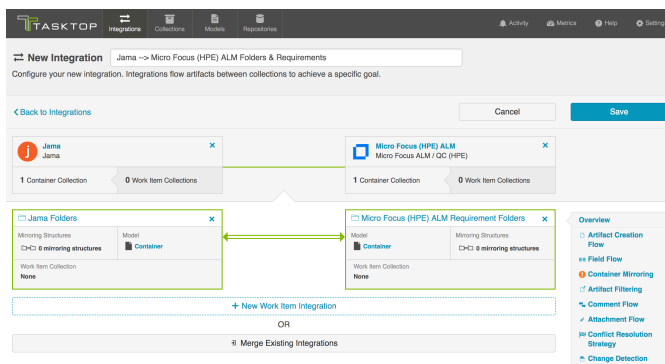 TASKTOP
Integrations
Collections
Models
Repositories
Activity
Metrics
Help
Setting
New Integration
Jama --> Micro Focus (HPE) ALM Folders & Requirements
Configure your new integration. Integrations flow artifacts between collections to achieve a specific goal.
Back to Integrations
Cancel
Save
Jama
Jama
1 Container Collection
0 Work Item Collections
Micro Focus (HPE) ALM
Micro Focus ALM / QC (HPE)
1 Container Collection
0 Work Item Collections
Jama Folders
Mirroring Structures
0 mirroring structures
Model
Container
Work Item Collection
None
Micro Focus (HPE) ALM Requirement Folders
Model
Container
Mirroring Structures
0 mirroring structures
Work Item Collection
None
+ New Work Item Integration
OR
Merge Existing Integrations
Overview
Artifact Creation
Flow
Field Flow
Container Mirroring
Artifact Filtering
Comment Flow
Attachment Flow
Conflict Resolution
Strategy
Change Detection